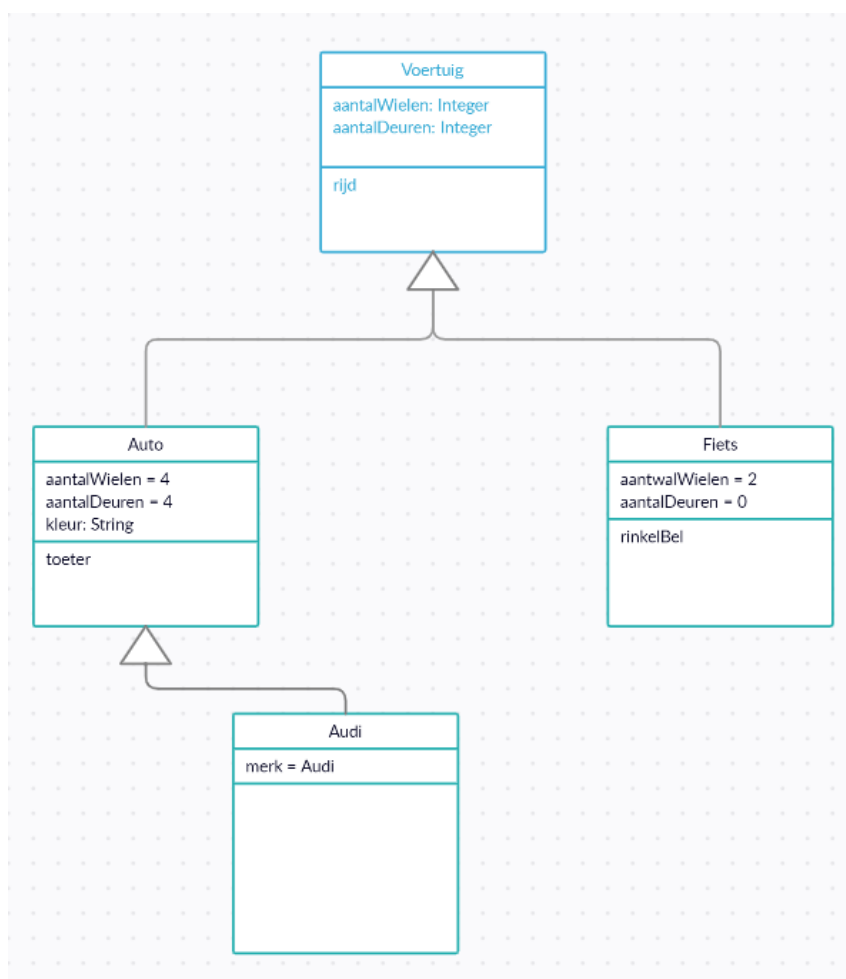 Voertuig
aantalWielen: Integer
aantalDeuren: Integer
rijd
Auto
aantalWielen = 4
aantalDeuren = 4
kleur: String
toeter
Fiets
aantwalWielen = 2
aantalDeuren = 0
rinkelBel
Audi
merk = Audi